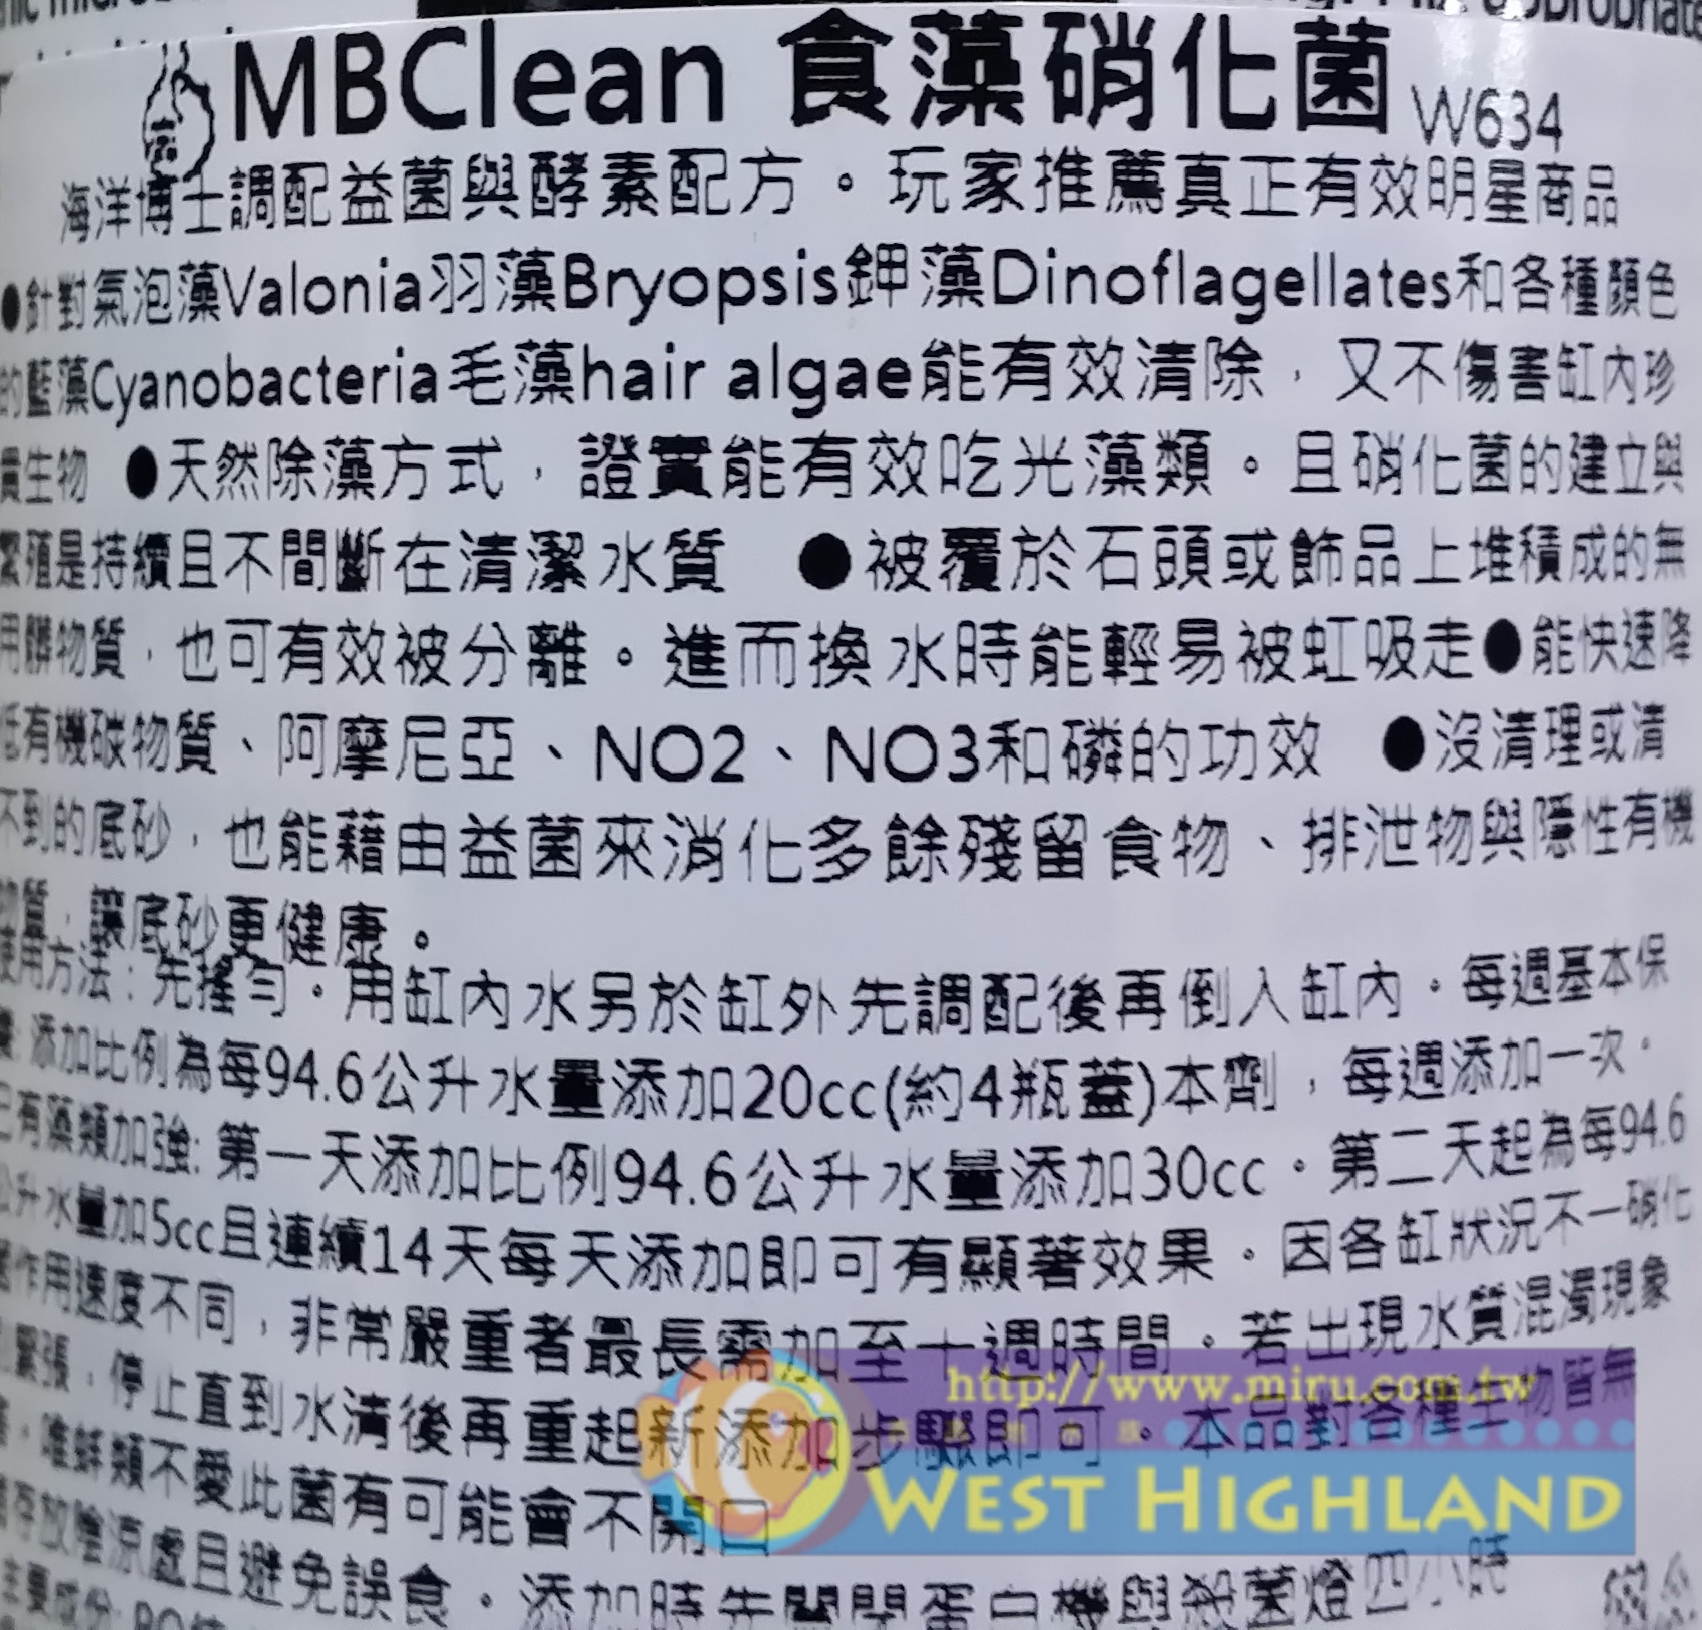 MBClean 食藻硝化菌 W634
海洋博士調配益菌與酵素配方。玩家推薦真正有效明星商品
●針對氣泡藻Valonia羽藻Bryopsis鉀藻Dinoflagellates和各種顏色
的藍藻Cyanobacteria毛藻hair algae能有效清除，又不傷害缸內珍
貴生物 ●天然除藻方式，證實能有效吃光藻類。且硝化菌的建立與
繁殖是持續且不間斷在清潔水質 ●被覆於石頭或飾品上堆積成的無
用髒物質，也可有效被分離。進而換水時能輕易被虹吸走●能快速降
低有機碳物質、阿摩尼亞、NO2、NO3和磷的功效 ●沒清理或清
不到的底砂，也能藉由益菌來消化多餘殘留食物、排泄物與隱性有機
物質，讓底砂更健康。
使用方法：先搖勻。用缸內水另於缸外先調配後再倒入缸內。每週基本保
養: 添加比例為每94.6公升水量添加20cc(約4瓶蓋)本劑，每週添加一次。
已有藻類加強: 第一天添加比例94.6公升水量添加30cc。第二天起為每94.6
公升水量加5cc且連續14天每天添加即可有顯著效果。因各缸狀況不一硝化
菌作用速度不同，非常嚴重者最長需加至十週時間。若出現水質混濁現象
緊張，停止直到水清後再重起新添加步驟即可。本品對各種生物皆無
，唯蚌類不愛此菌有可能會不開口
存放陰涼處且避免誤食。添加時先關閉蛋白機與殺菌燈四小時
主要成份: RO
http://www.miru.com.tw
WEST HIGHLAND